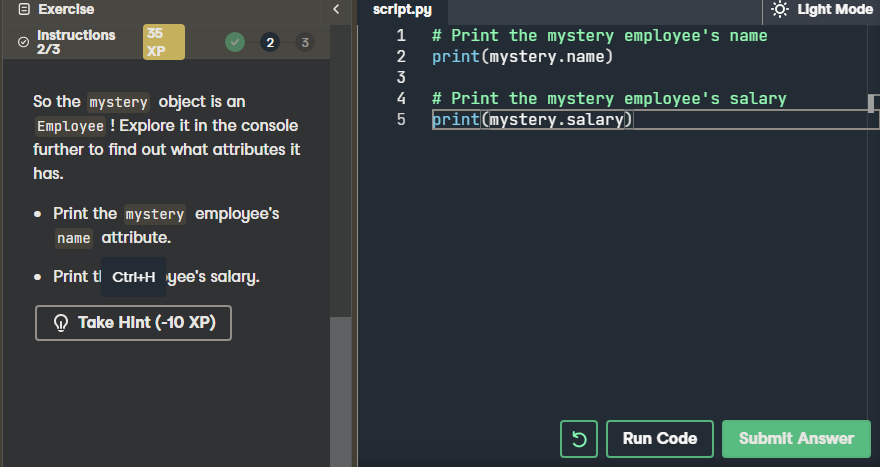 Exercise
Instructions
2/3
35
XP
2
3
So the mystery object is an
Employee ! Explore it in the console
further to find out what attributes it
has.
Print the mystery employee's
name attribute.
Print tl Ctrl+H yee's salary.
Take Hint (-10 XP)
script.py
Light Mode
1 # Print the mystery employee's name
2 print(mystery.name)
3
4 # Print the mystery employee's salary
5 print(mystery.salary)
Run Code
Submit Answer